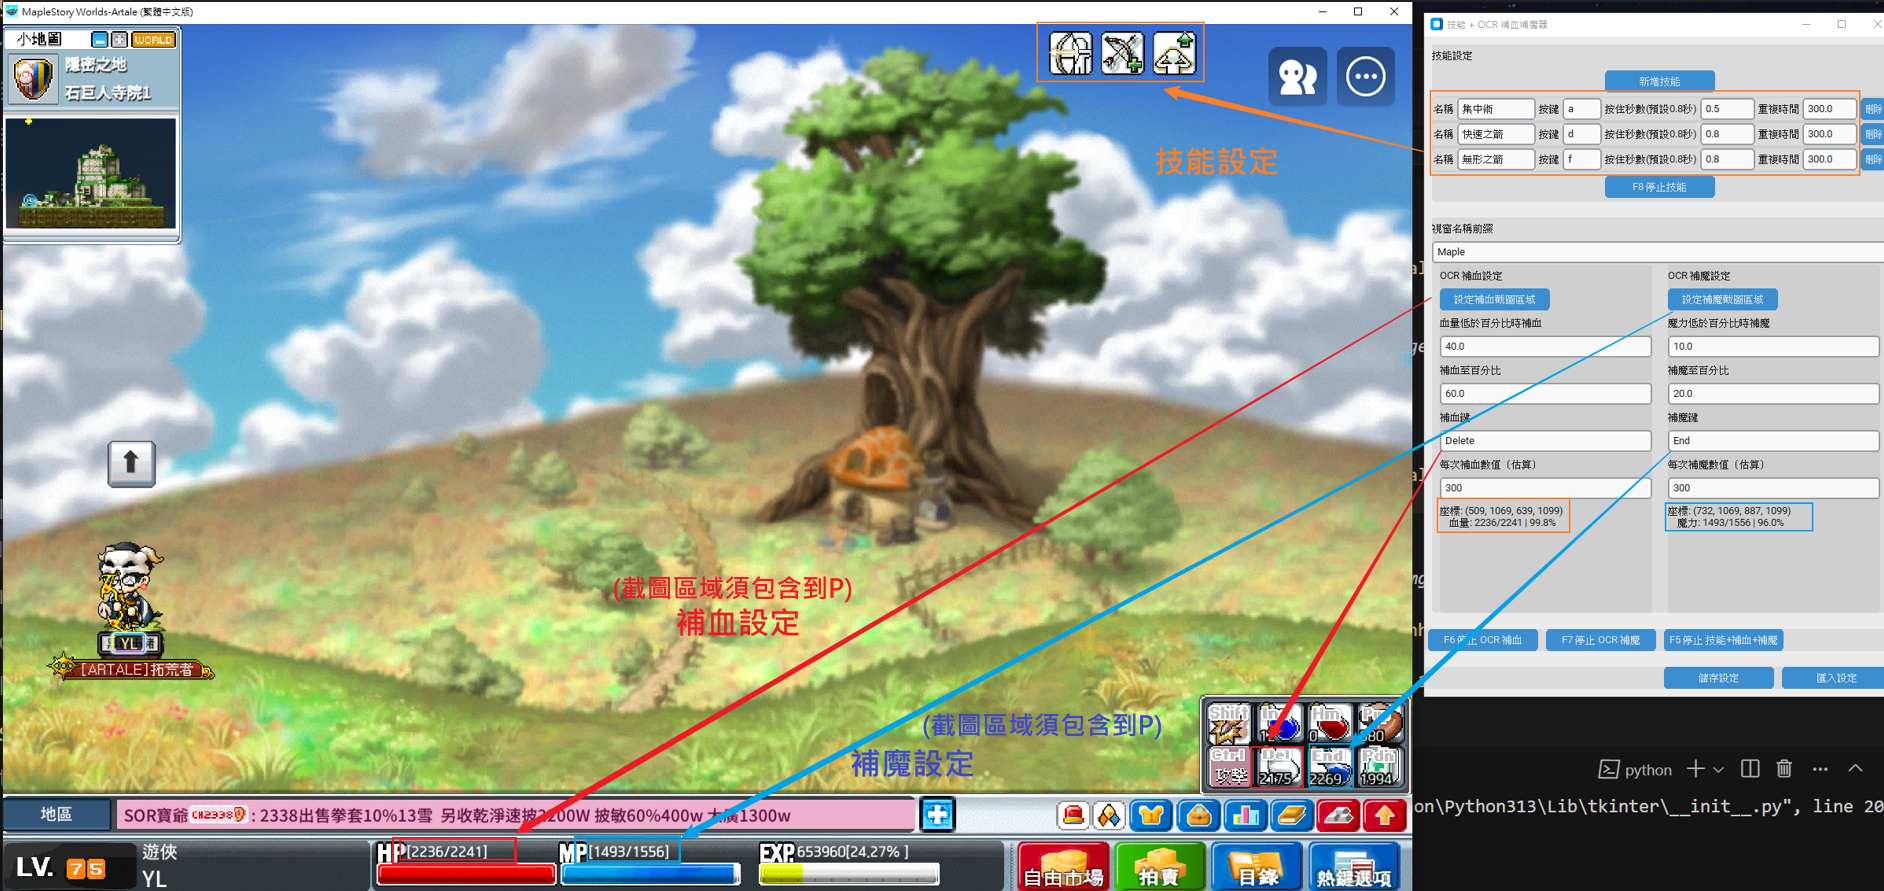 MapleStory Worlds-Artale (繁體中文版)
小地圖
WORLD
隱密之地
石巨人寺院1
技能設定
(截圖區域須包含到P)
補血設定
(截圖區域須包含到P)
補魔設定
YL
[ARTALE]拓荒者
Shift
Hm
0
Ctrl
攻擊
Del
2175
End
2269
Pdn
1994
地區
SOR寶爺 CH2338 : 2338出售拳套10%13雪 另收乾淨速披2200W 披敏60%400w 大廣1300w
LV. 75
遊俠
YL
HP[2236/2241]
MP[1493/1556]
EXP 653960[24.27% ]
自由市場
拍賣
目錄
熱鍵選項
技能 + OCR 補血補魔器
技能設定
新增技能
名稱 集中術 按鍵 a 按住秒數(預設0.8秒) 0.5 重複時間 300.0 刪除
名稱 快速之箭 按鍵 d 按住秒數(預設0.8秒) 0.8 重複時間 300.0 刪除
名稱 無形之箭 按鍵 f 按住秒數(預設0.8秒) 0.8 重複時間 300.0 刪除
F8 停止技能
視窗名稱前綴
Maple
OCR 補血設定
設定補血截圖區域
血量低於百分比時補血
40.0
補血至百分比
60.0
補血鍵
Delete
每次補血數值（估算）
300
座標: (509, 1069, 639, 1099)
血量: 2236/2241 | 99.8%
OCR 補魔設定
設定補魔截圖區域
魔力低於百分比時補魔
10.0
補魔至百分比
20.0
補魔鍵
End
每次補魔數值（估算）
300
座標: (732, 1069, 887, 1099)
魔力: 1493/1556 | 96.0%
F6 停止 OCR 補血
F7 停止 OCR 補魔
F5 停止 技能+補血+補魔
儲存設定
匯入設定
python
on\Python313\Lib\tkinter\__init__.py", line 20